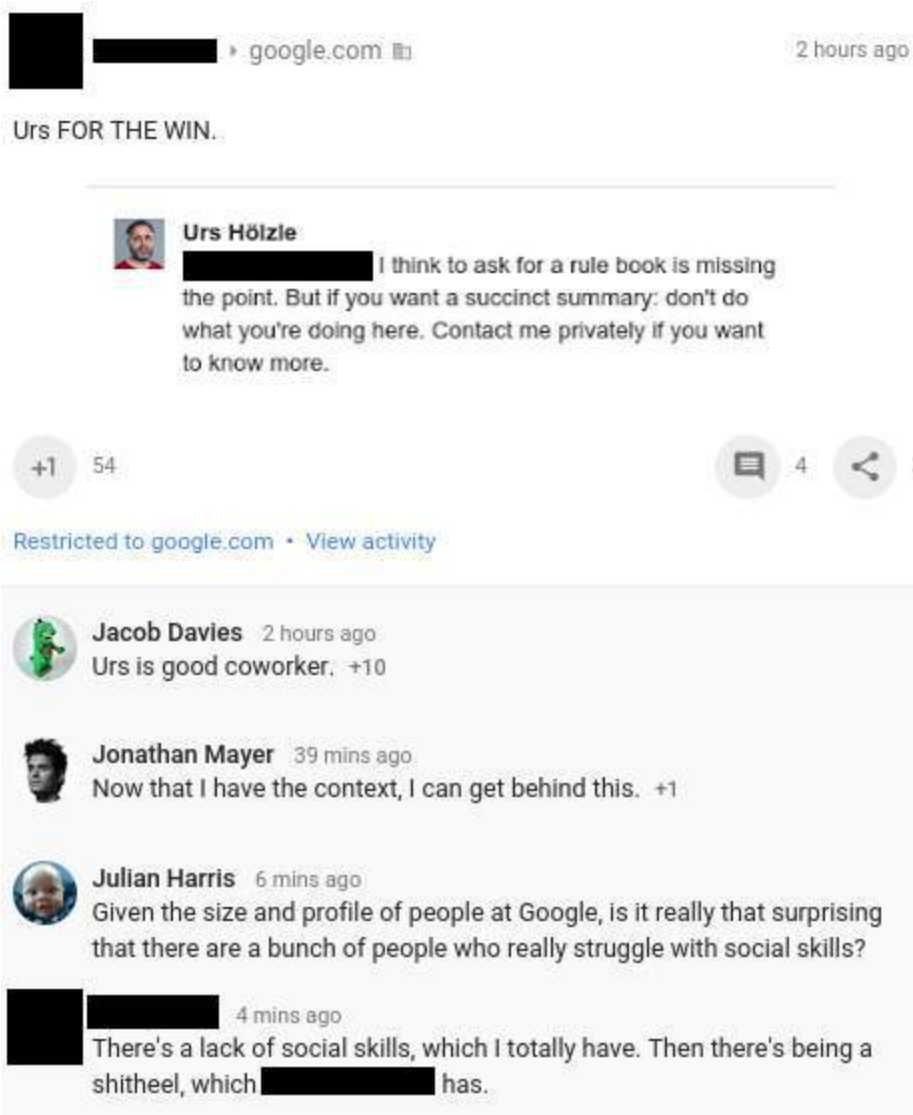 google.com 2 hours ago
Urs FOR THE WIN.
Urs Hölzle
I think to ask for a rule book is missing
the point. But if you want a succinct summary: don't do
what you're doing here. Contact me privately if you want
to know more.
+1 54 4
Restricted to google.com • View activity
Jacob Davies 2 hours ago
Urs is good coworker. +10
Jonathan Mayer 39 mins ago
Now that I have the context, I can get behind this. +1
Julian Harris 6 mins ago
Given the size and profile of people at Google, is it really that surprising
that there are a bunch of people who really struggle with social skills?
4 mins ago
There's a lack of social skills, which I totally have. Then there's being a
shitheel, which has.